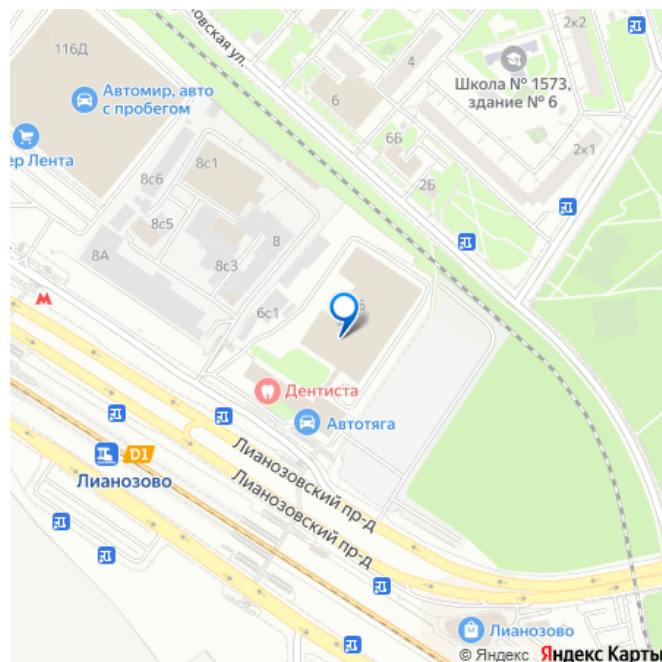 2к2
116Д
овская ул.
4
Автомир, авто
с пробегом
Школа № 1573,
здание № 6
6
6Б
2к1
ер Лента
8с1
8с6
2Б
8с5
8
8А
8с3
6
6с1
Дентиста
Автотяга
Лианозовский пр-д
D1
Лианозово
Лианозовский пр-д
Лианозово
© Яндекс Яндекс Карты